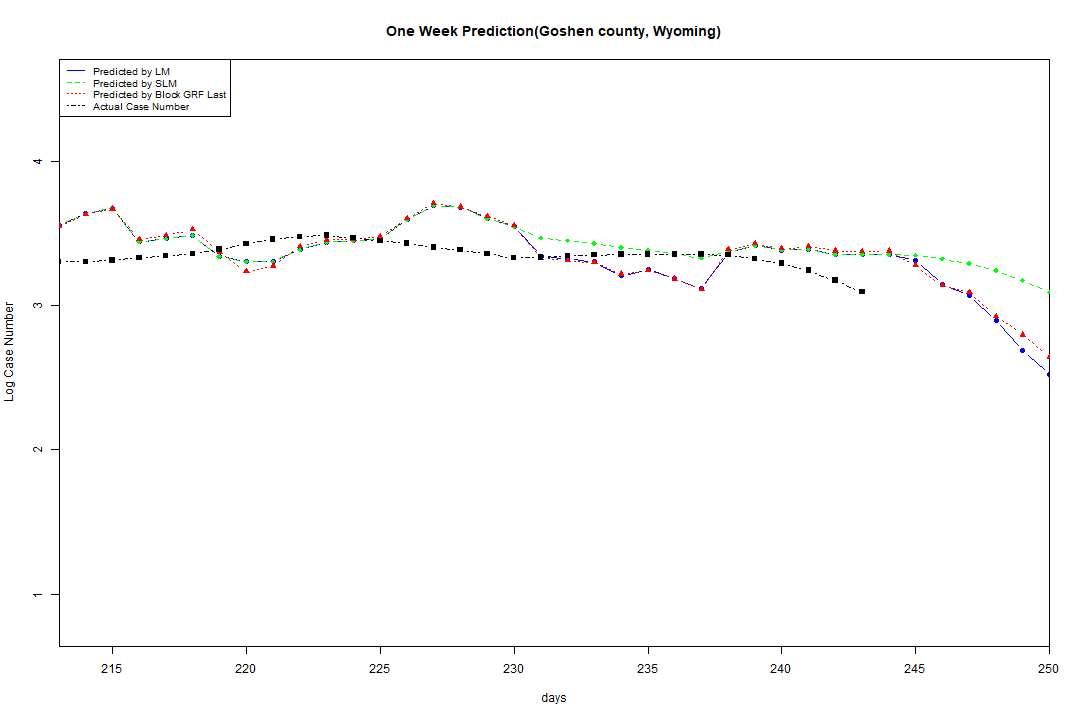 One Week Prediction(Goshen county, Wyoming)
Predicted by LM
Predicted by SLM
Predicted by Block GRF Last
Actual Case Number
4
3
2
1
Log Case Number
215 220 225 230 235 240 245 250
days